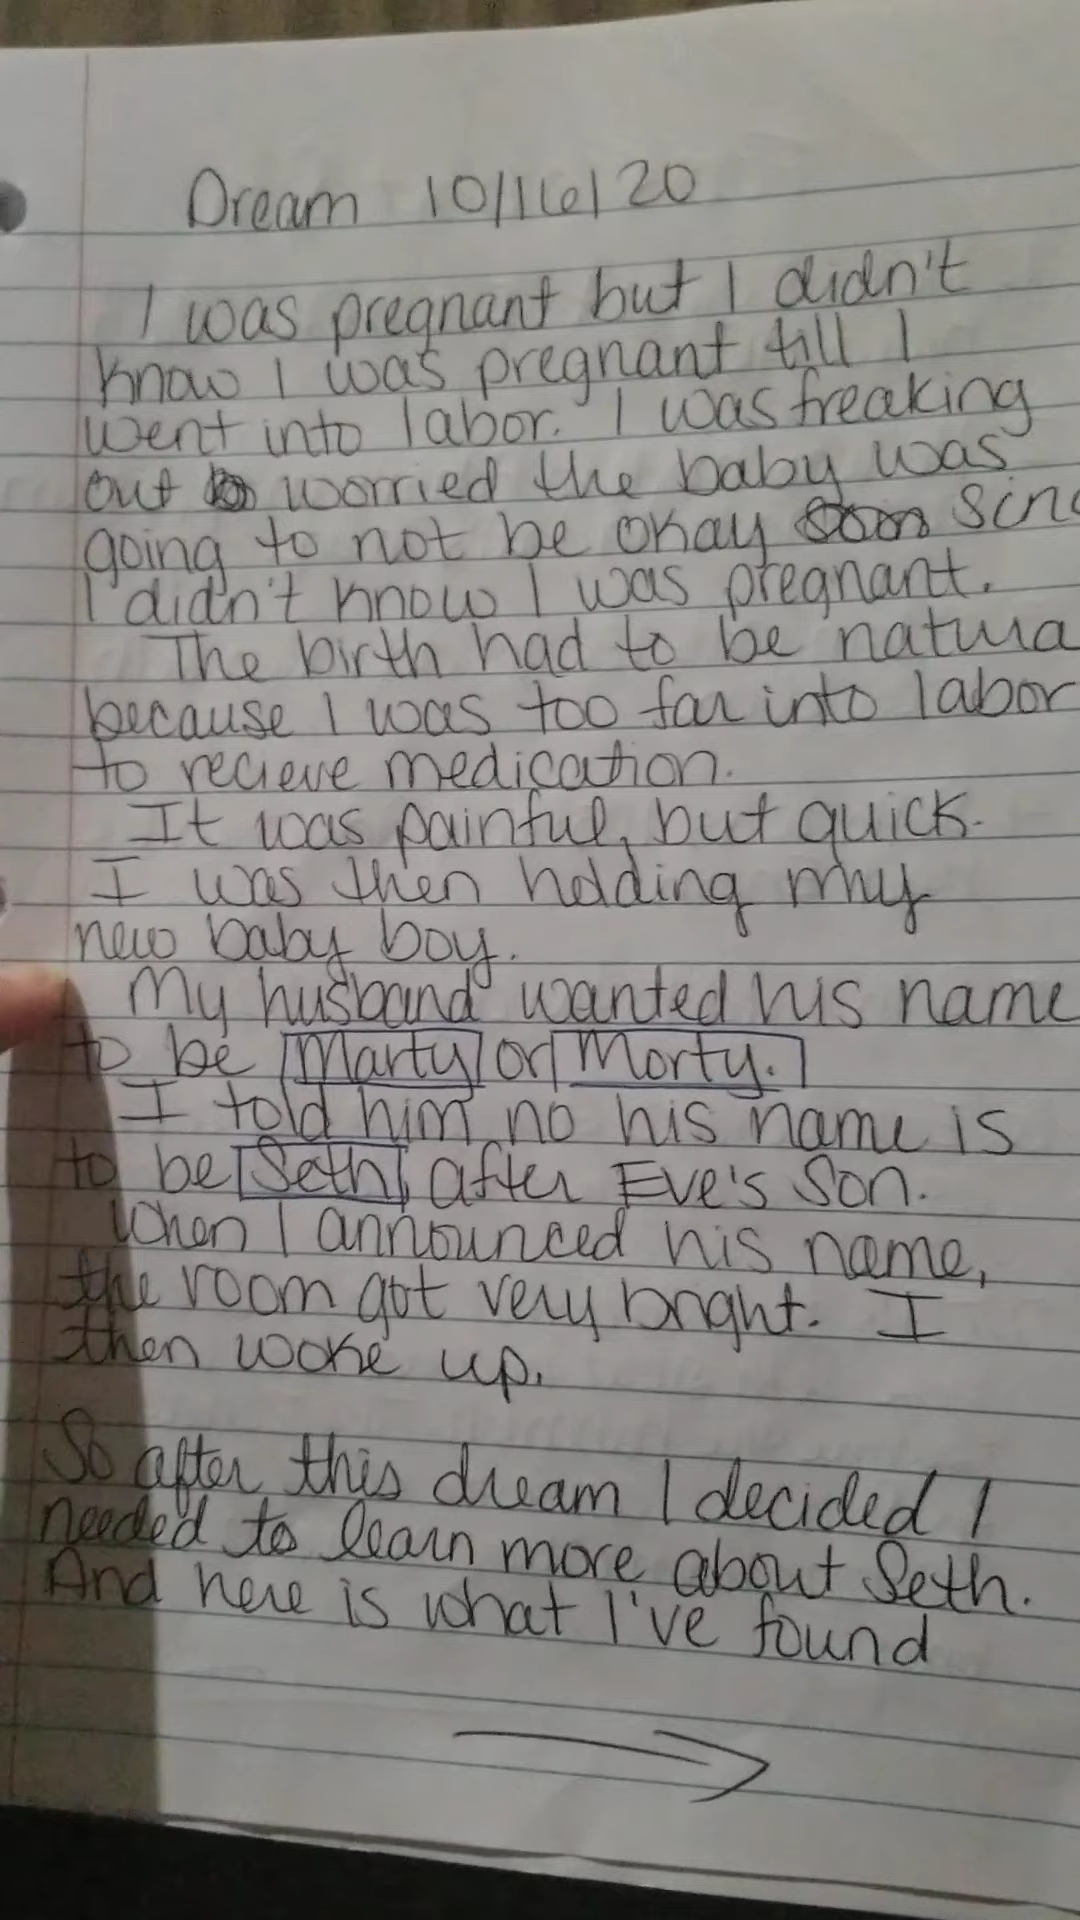 Dream 10/16/20
I was pregnant but I didn't
know I was pregnant till I
went into labor. I was freaking
out worried the baby was
going to not be okay sinc
I didn't know I was pregnant.
The birth had to be natura
because I was too far into labor
to recieve medication.
It was painful, but quick.
I was then holding my
new baby boy.
My husband wanted his name
to be Marty or Morty.
I told him no his name is
to be Seth, after Eve's son.
When I announced his name,
the room got very bright. I
then woke up.
So after this dream I decided I
needed to learn more about Seth.
And here is what I've found